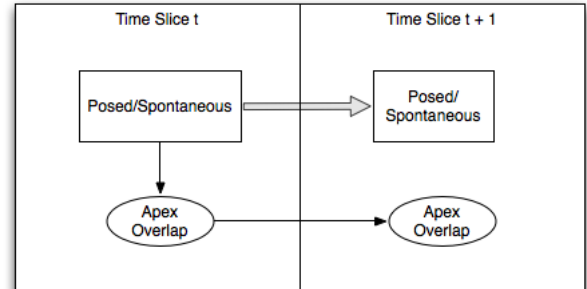 Time Slice t
Time Slice t + 1
Posed/Spontaneous
Posed/
Spontaneous
Apex
Overlap
Apex
Overlap